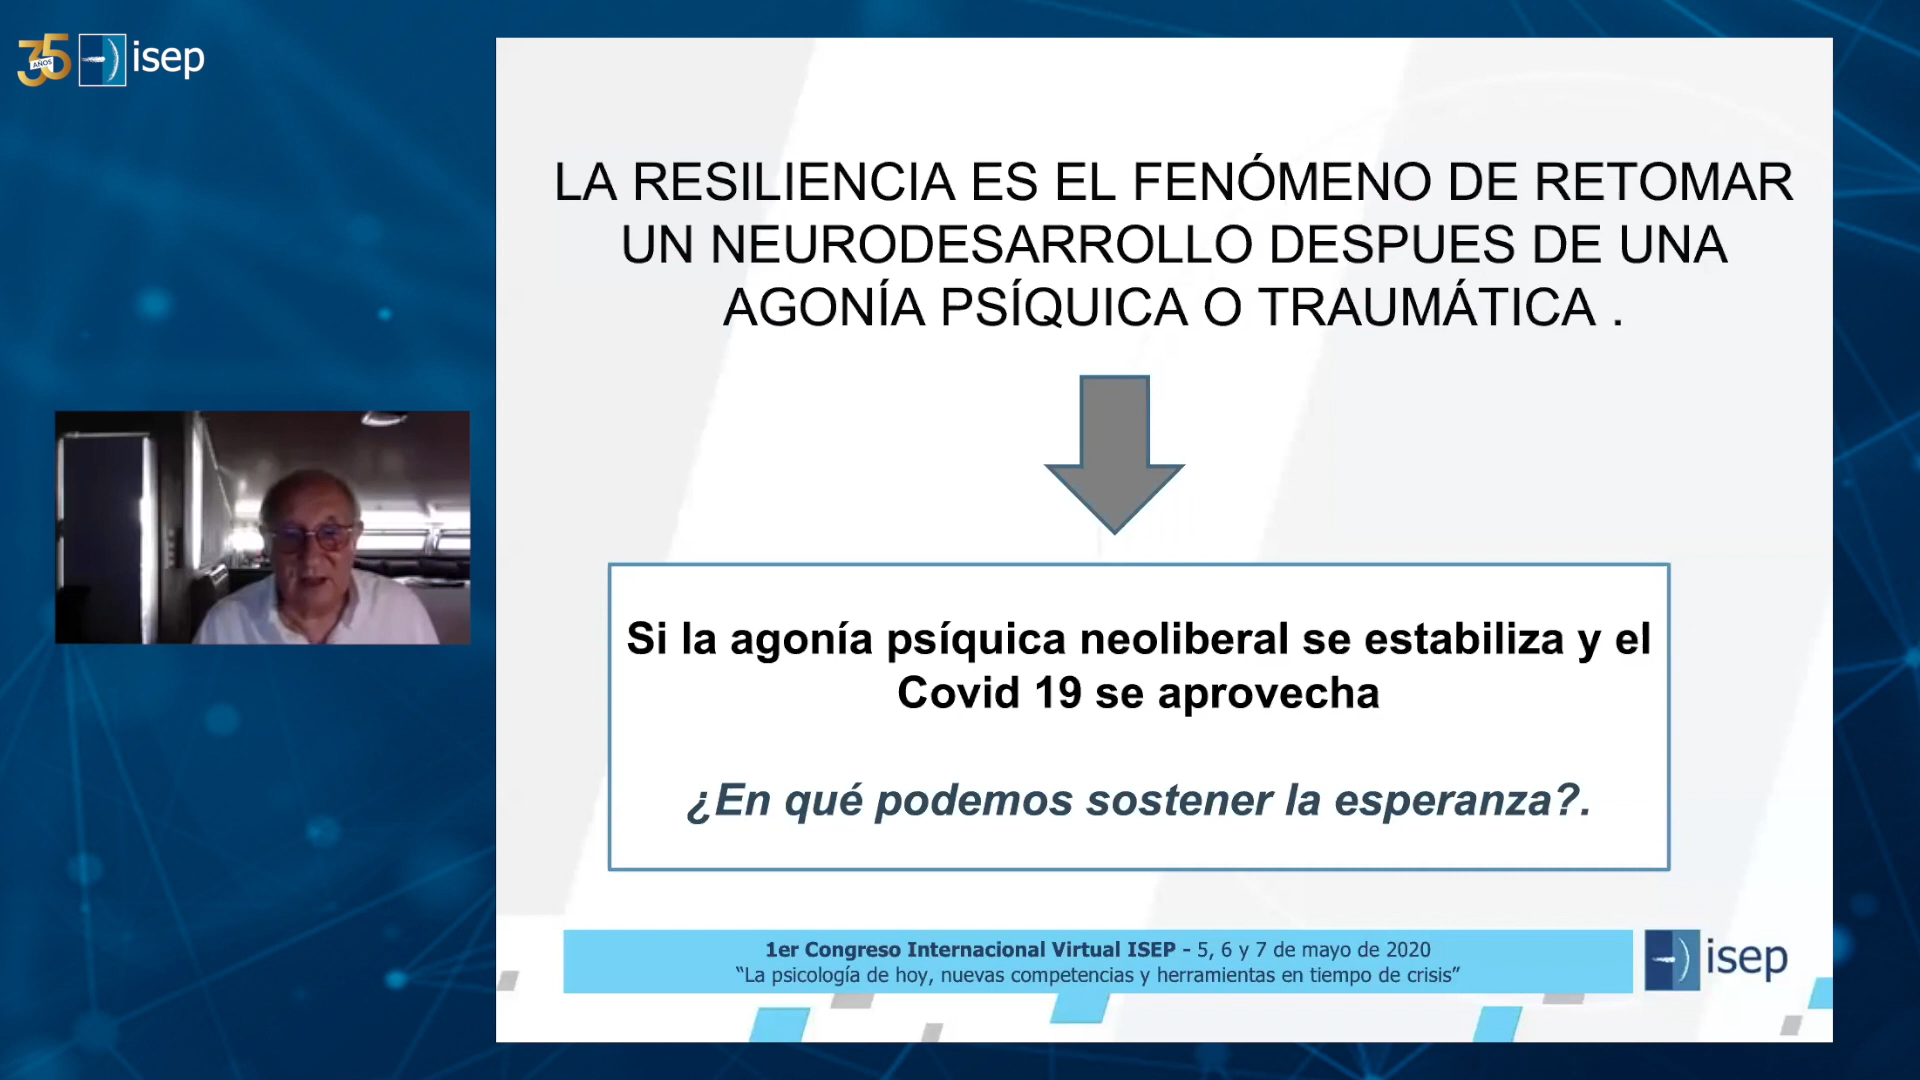 35
AÑOS
isep
LA RESILIENCIA ES EL FENÓMENO DE RETOMAR
UN NEURODESARROLLO DESPUES DE UNA
AGONÍA PSÍQUICA O TRAUMÁTICA .
Si la agonía psíquica neoliberal se estabiliza y el
Covid 19 se aprovecha
¿En qué podemos sostener la esperanza?.
1er Congreso Internacional Virtual ISEP - 5, 6 y 7 de mayo de 2020
“La psicología de hoy, nuevas competencias y herramientas en tiempo de crisis”
isep